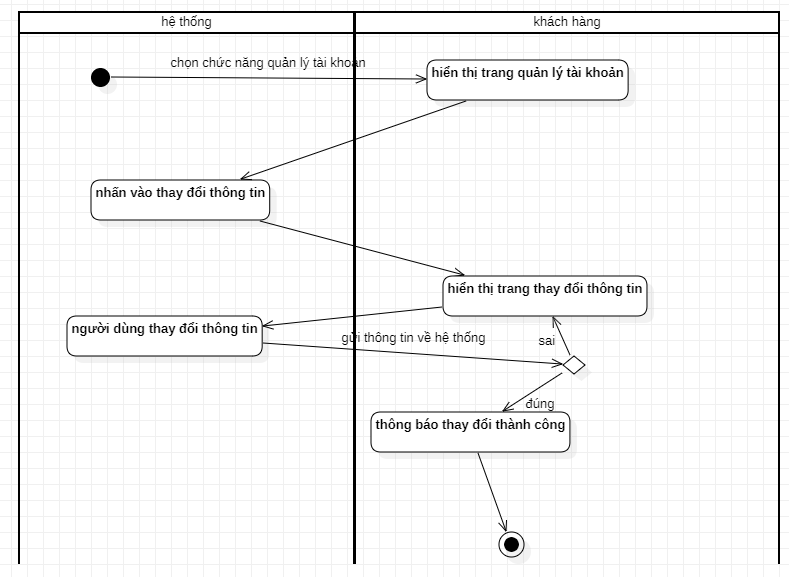 hệ thống
khách hàng
chọn chức năng quản lý tài khoan
hiển thị trang quản lý tài khoản
nhấn vào thay đổi thông tin
hiển thị trang thay đổi thông tin
người dùng thay đổi thông tin
gửi thông tin về hệ thống
sai
đúng
thông báo thay đổi thành công